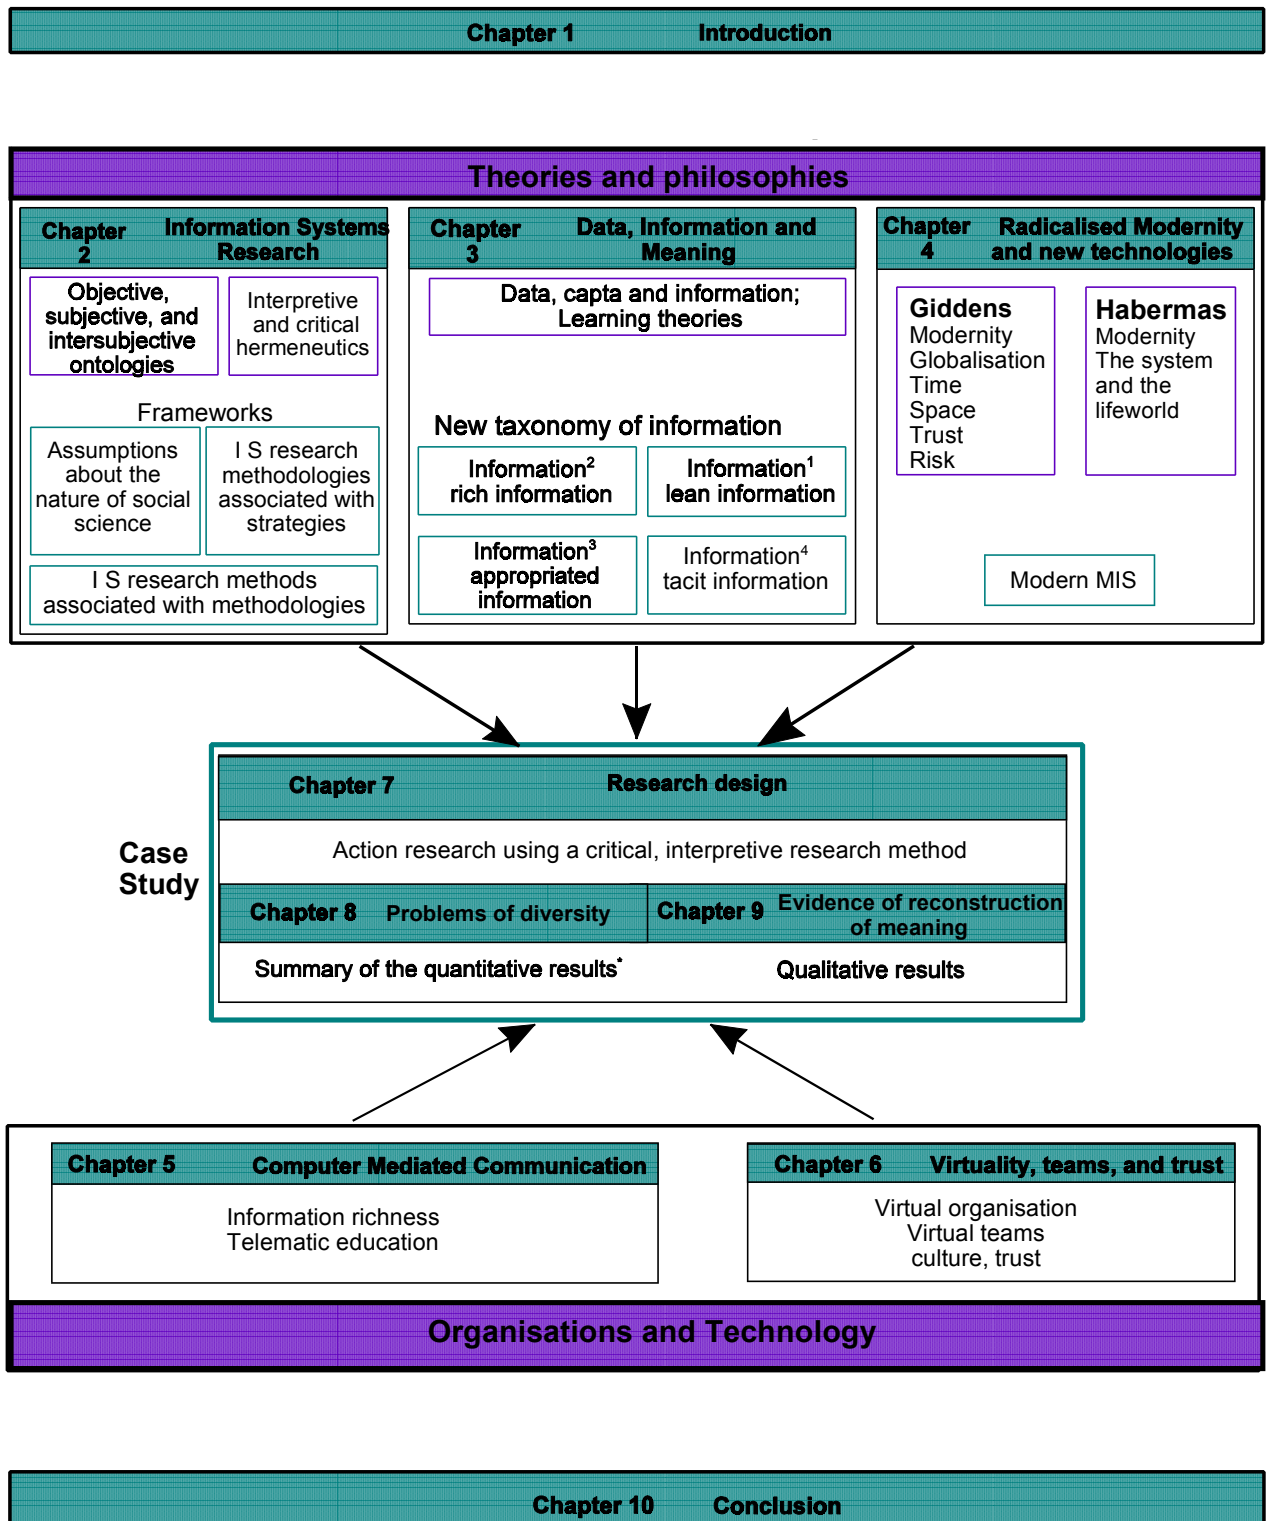 Chapter 1 Introduction
Theories and philosophies
Chapter
2
Information Systems
Research
Objective,
subjective, and
intersubjective
ontologies
Interpretive
and critical
hermeneutics
Frameworks
Assumptions
about the
nature of social
science
I S research
methodologies
associated with
strategies
I S research methods
associated with methodologies
Chapter
3
Data, Information and
Meaning
Data, capta and information;
Learning theories
New taxonomy of information
Information²
rich information
Information¹
lean information
Information³
appropriated
information
Information⁴
tacit information
Chapter
4
Radicalised Modernity
and new technologies
Giddens
Modernity
Globalisation
Time
Space
Trust
Risk
Habermas
Modernity
The system
and the
lifeworld
Modern MIS
Case
Study
Chapter 7 Research design
Action research using a critical, interpretive research method
Chapter 8 Problems of diversity
Chapter 9 Evidence of reconstruction
of meaning
Summary of the quantitative results*
Qualitative results
Chapter 5 Computer Mediated Communication
Information richness
Telematic education
Chapter 6 Virtuality, teams, and trust
Virtual organisation
Virtual teams
culture, trust
Organisations and Technology
Chapter 10 Conclusion